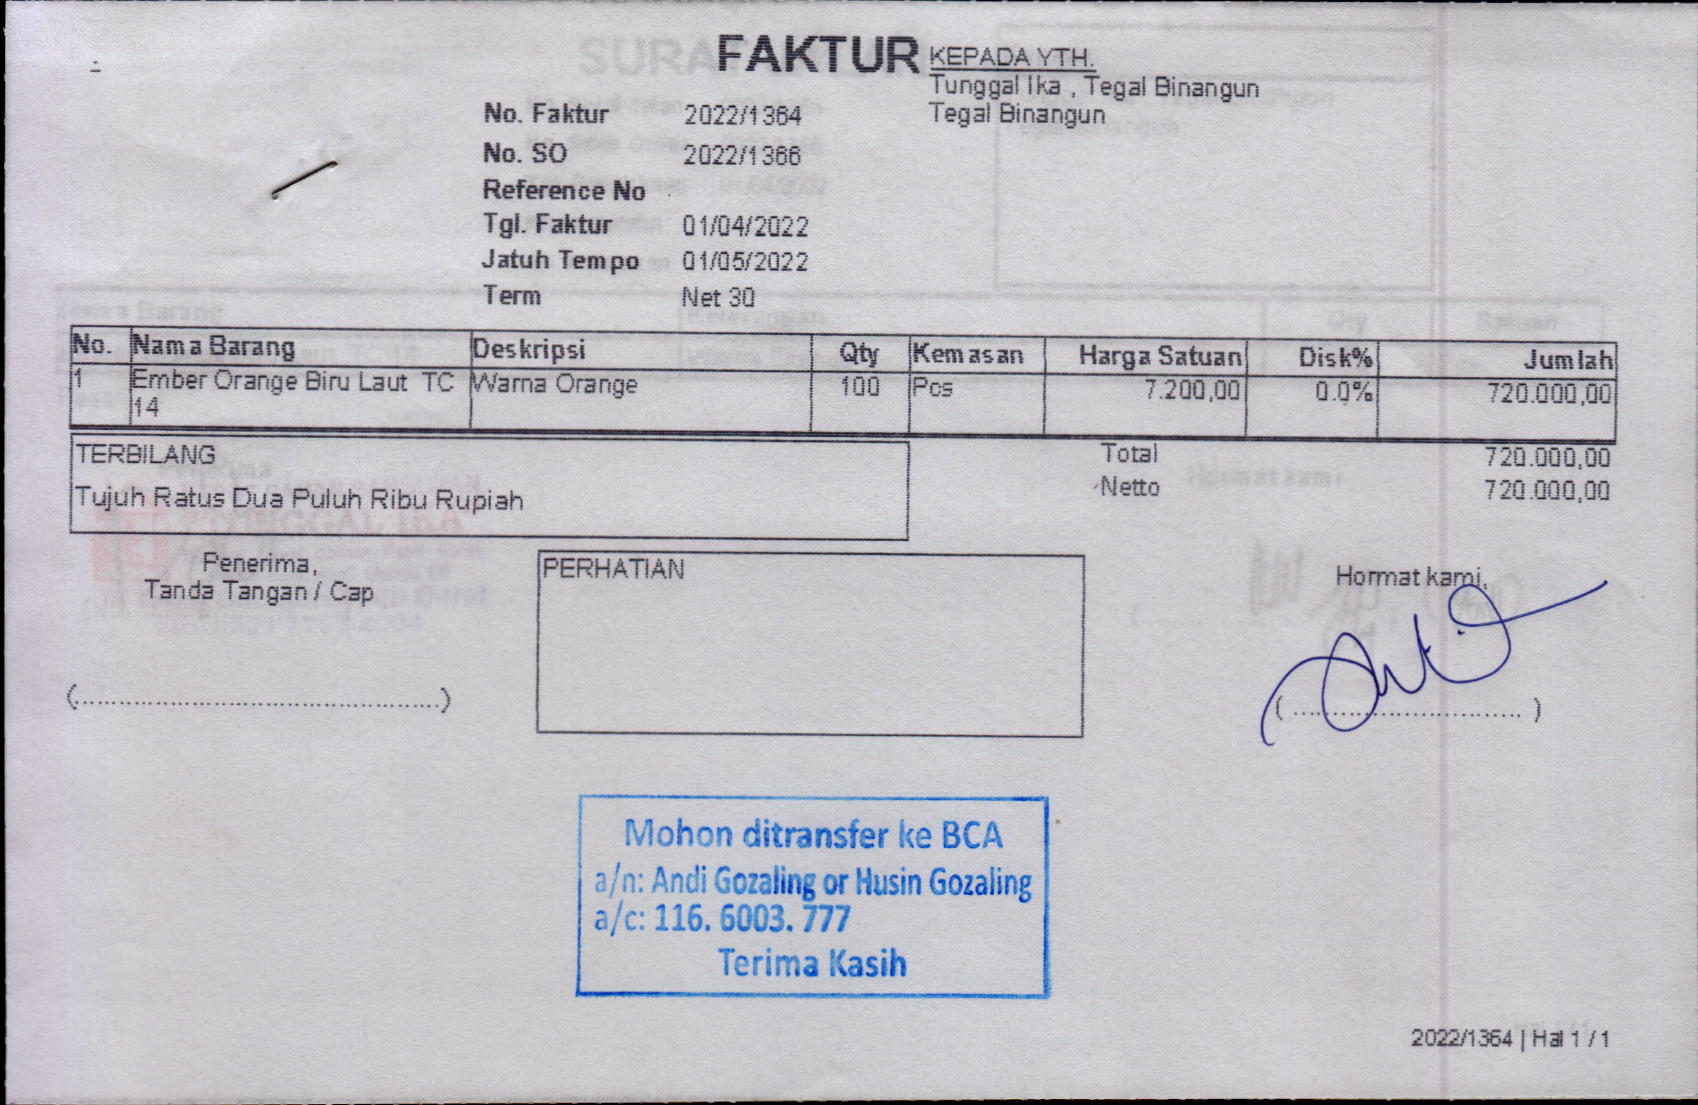 FAKTUR
KEPADA YTH.
Tunggal Ika , Tegal Binangun
Tegal Binangun
No. Faktur 2022/1364
No. SO 2022/1366
Reference No
Tgl. Faktur 01/04/2022
Jatuh Tempo 01/05/2022
Term Net 30
No. Nama Barang Deskripsi Qty Kemasan Harga Satuan Disk% Jumlah
1 Ember Orange Biru Laut TC 14 Warna Orange 100 Pcs 7.200,00 0.0% 720.000,00
TERBILANG
Tujuh Ratus Dua Puluh Ribu Rupiah
Total 720.000,00
Netto 720.000,00
Penerima,
Tanda Tangan / Cap
(..............................................)
PERHATIAN
Hormat kami,
( ............................. )
Mohon ditransfer ke BCA
a/n: Andi Gozaling or Husin Gozaling
a/c: 116. 6003. 777
Terima Kasih
2022/1364 | Hal 1 / 1